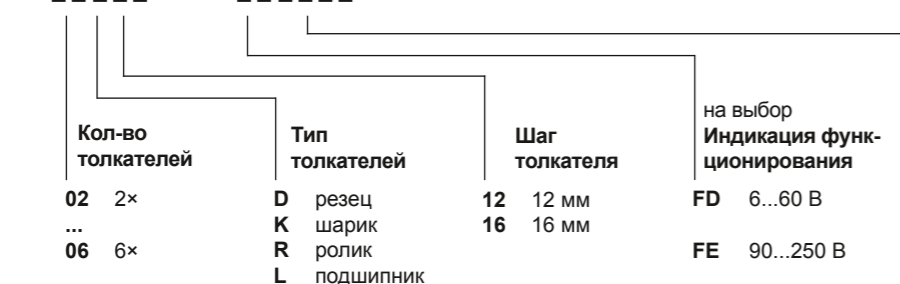 Кол-во
толкателей
02 2×
...
06 6×
Тип
толкателей
D резец
K шарик
R ролик
L подшипник
Шаг
толкателя
12 12 мм
16 16 мм
на выбор
Индикация функ-
ционирования
FD 6...60 В
FE 90...250 В